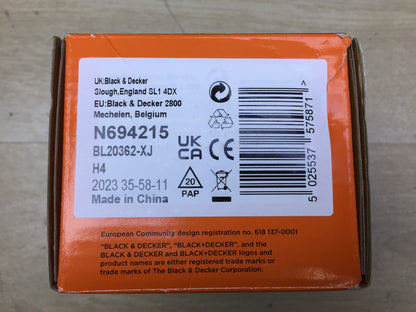 UK:Black & Decker
Slough,England SL1 4DX
EU:Black & Decker 2800
Mechelen, Belgium
N694215
BL20362-XJ
H4
2023 35-58-11
Made in China
UK
CA
CE
20
PAP
5 025537 575871 >
European Community design registration no. 618 137-0001
"BLACK & DECKER", "BLACK+DECKER", and the
BLACK & DECKER and BLACK+DECKER logos and
product names are either registered trade marks or
trade marks of The Black & Decker Corporation.